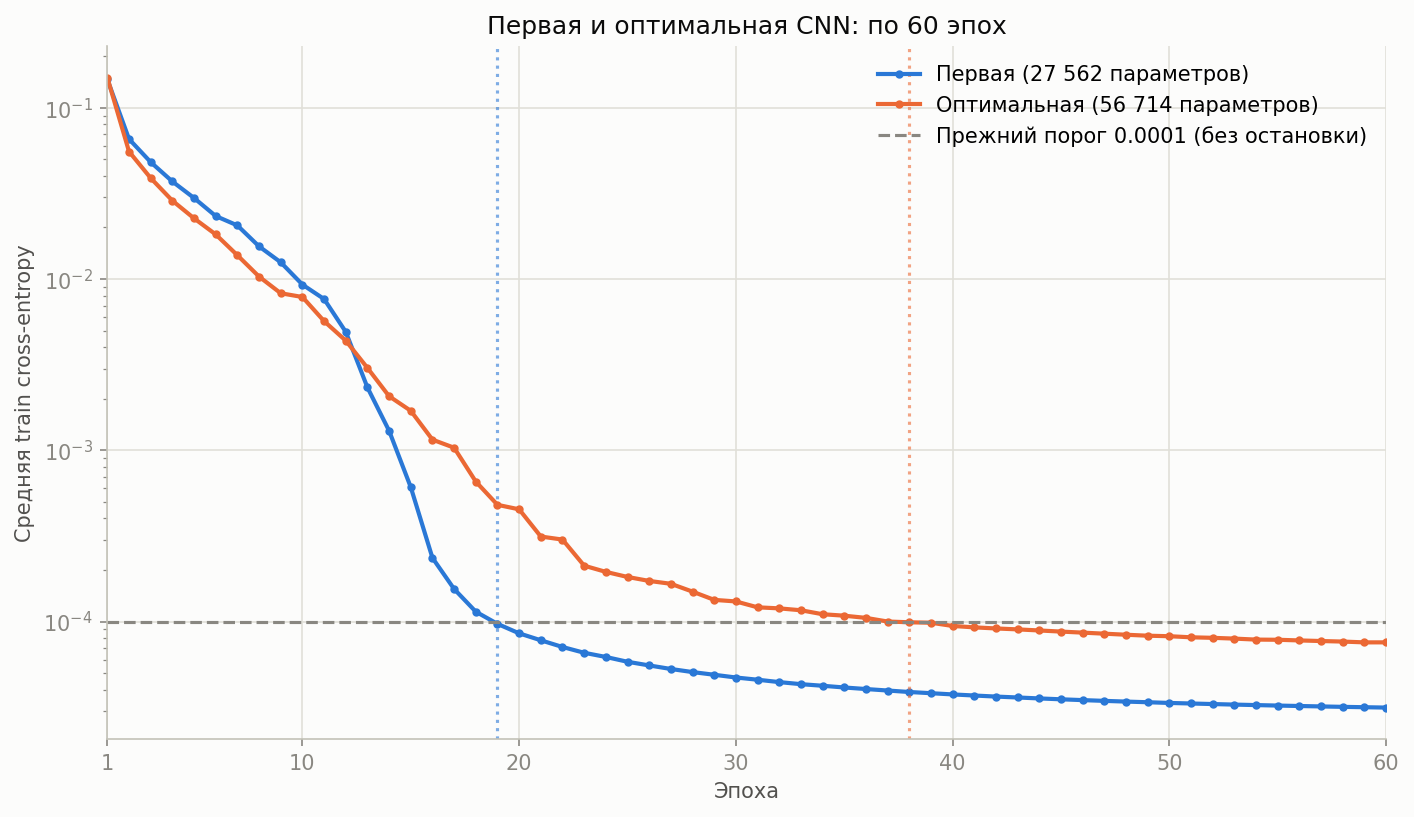 Первая и оптимальная CNN: по 60 эпох
Первая (27 562 параметров)
Оптимальная (56 714 параметров)
Прежний порог 0.0001 (без остановки)
Средняя train cross-entropy
10⁻¹
10⁻²
10⁻³
10⁻⁴
1 10 20 30 40 50 60
Эпоха